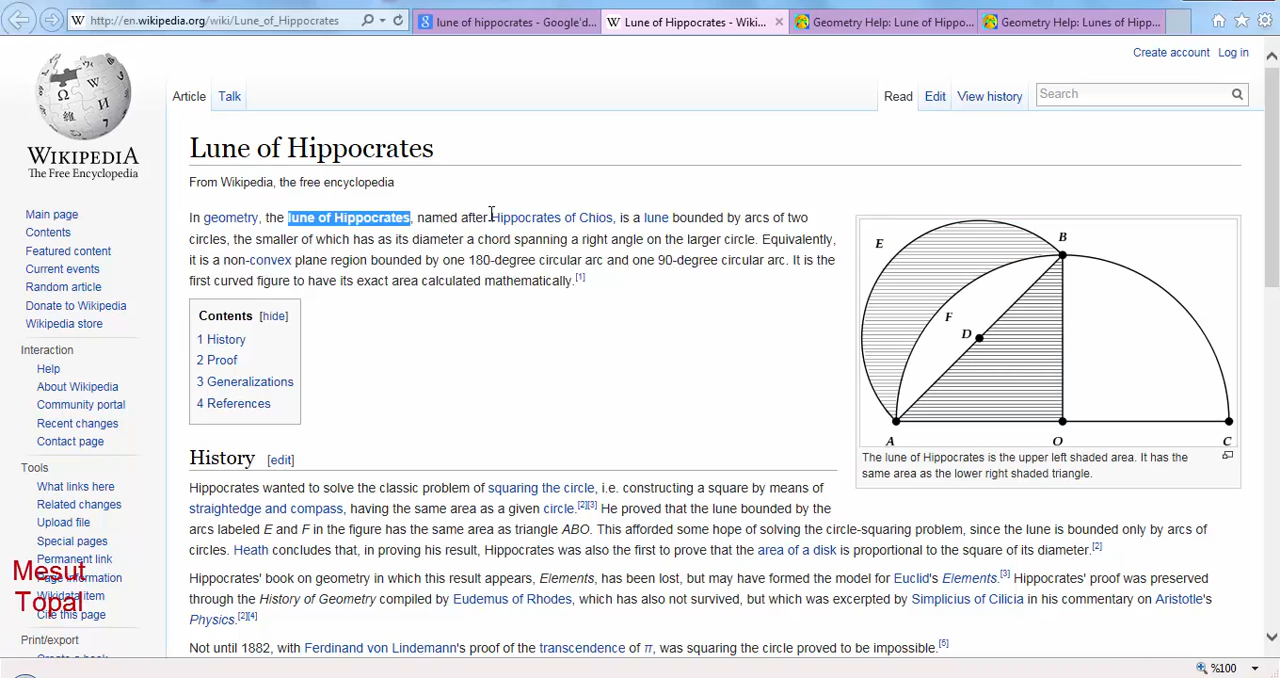 http://en.wikipedia.org/wiki/Lune_of_Hippocrates
lune of hippocrates - Google'd...
Lune of Hippocrates - Wiki...
Geometry Help: Lune of Hippo...
Geometry Help: Lunes of Hipp...
Create account Log in
Article Talk
Read Edit View history
Search
WIKIPEDIA
The Free Encyclopedia
Main page
Contents
Featured content
Current events
Random article
Donate to Wikipedia
Wikimedia store
Interaction
Help
About Wikipedia
Community portal
Recent changes
Contact page
Tools
What links here
Related changes
Upload file
Special pages
Permanent link
Page information
Wikidata item
Cite this page
Print/export
Mesut
Topal
Lune of Hippocrates
From Wikipedia, the free encyclopedia
In geometry, the lune of Hippocrates, named after Hippocrates of Chios, is a lune bounded by arcs of two
circles, the smaller of which has as its diameter a chord spanning a right angle on the larger circle. Equivalently,
it is a non-convex plane region bounded by one 180-degree circular arc and one 90-degree circular arc. It is the
first curved figure to have its exact area calculated mathematically.[1]
Contents [hide]
1 History
2 Proof
3 Generalizations
4 References
E
B
F
D
A
O
C
The lune of Hippocrates is the upper left shaded area. It has the
same area as the lower right shaded triangle.
History [edit]
Hippocrates wanted to solve the classic problem of squaring the circle, i.e. constructing a square by means of
straightedge and compass, having the same area as a given circle.[2][3] He proved that the lune bounded by the
arcs labeled E and F in the figure has the same area as triangle ABO. This afforded some hope of solving the circle-squaring problem, since the lune is bounded only by arcs of
circles. Heath concludes that, in proving his result, Hippocrates was also the first to prove that the area of a disk is proportional to the square of its diameter.[2]
Hippocrates' book on geometry in which this result appears, Elements, has been lost, but may have formed the model for Euclid's Elements.[3] Hippocrates' proof was preserved
through the History of Geometry compiled by Eudemus of Rhodes, which has also not survived, but which was excerpted by Simplicius of Cilicia in his commentary on Aristotle's
Physics.[2][4]
Not until 1882, with Ferdinand von Lindemann's proof of the transcendence of π, was squaring the circle proved to be impossible.[5]
%100